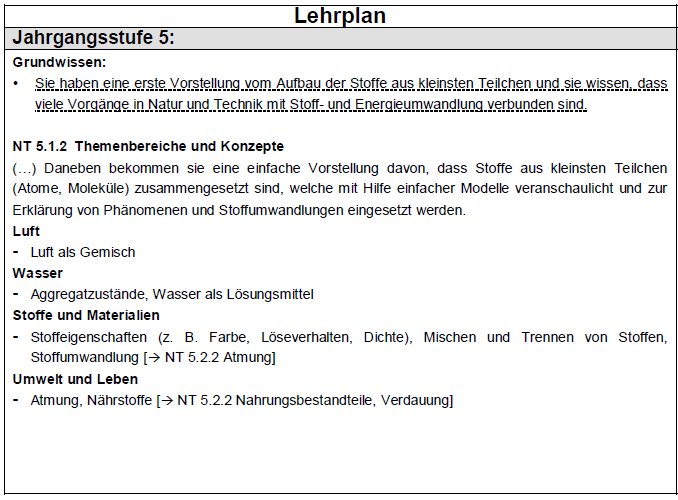 Lehrplan
Jahrgangsstufe 5:
Grundwissen:
• Sie haben eine erste Vorstellung vom Aufbau der Stoffe aus kleinsten Teilchen und sie wissen, dass
viele Vorgänge in Natur und Technik mit Stoff- und Energieumwandlung verbunden sind.
NT 5.1.2 Themenbereiche und Konzepte
(…) Daneben bekommen sie eine einfache Vorstellung davon, dass Stoffe aus kleinsten Teilchen
(Atome, Moleküle) zusammengesetzt sind, welche mit Hilfe einfacher Modelle veranschaulicht und zur
Erklärung von Phänomenen und Stoffumwandlungen eingesetzt werden.
Luft
- Luft als Gemisch
Wasser
- Aggregatzustände, Wasser als Lösungsmittel
Stoffe und Materialien
- Stoffeigenschaften (z. B. Farbe, Löseverhalten, Dichte), Mischen und Trennen von Stoffen,
Stoffumwandlung [→ NT 5.2.2 Atmung]
Umwelt und Leben
- Atmung, Nährstoffe [→ NT 5.2.2 Nahrungsbestandteile, Verdauung]